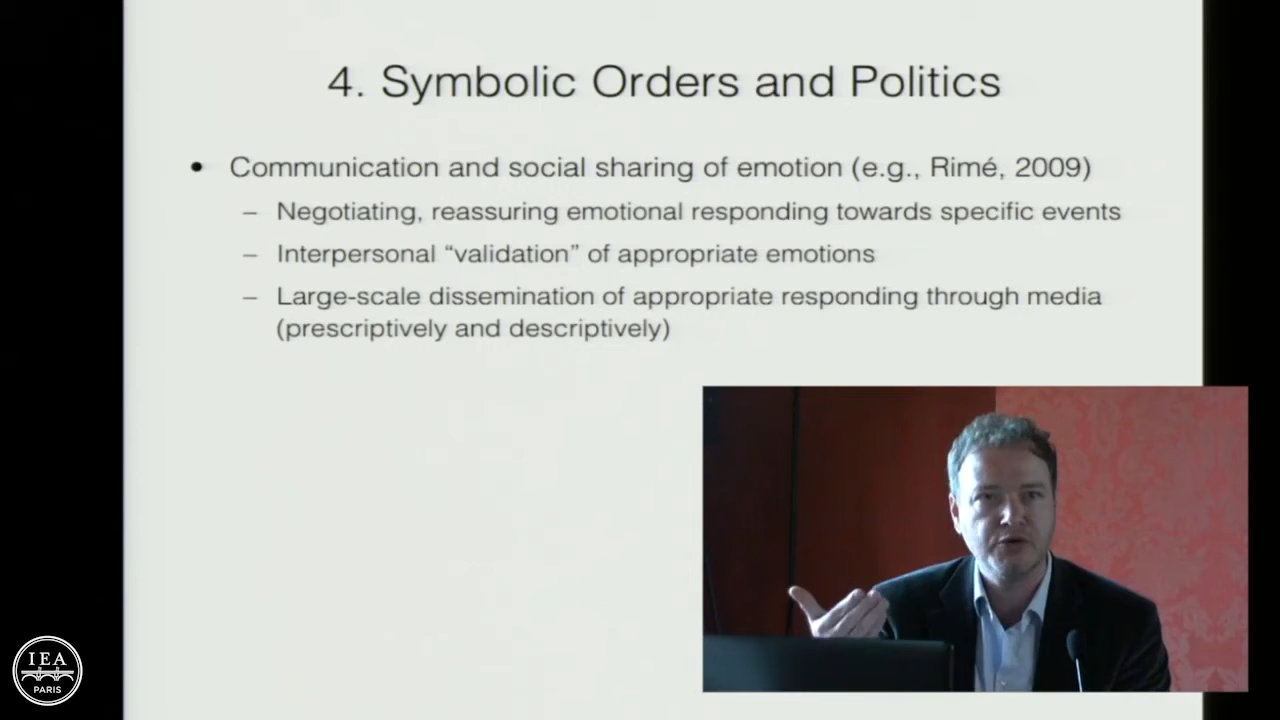 4. Symbolic Orders and Politics
• Communication and social sharing of emotion (e.g., Rimé, 2009)
– Negotiating, reassuring emotional responding towards specific events
– Interpersonal “validation” of appropriate emotions
– Large-scale dissemination of appropriate responding through media
(prescriptively and descriptively)
IEA
PARIS